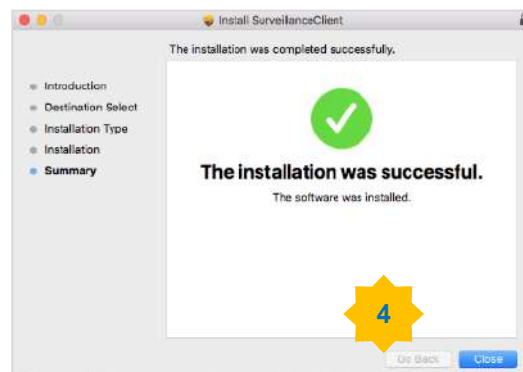 Install SurveillanceClient
The installation was completed successfully.
Introduction
Destination Select
Installation Type
Installation
Summary
The installation was successful.
The software was installed.
4
Go Back
Close